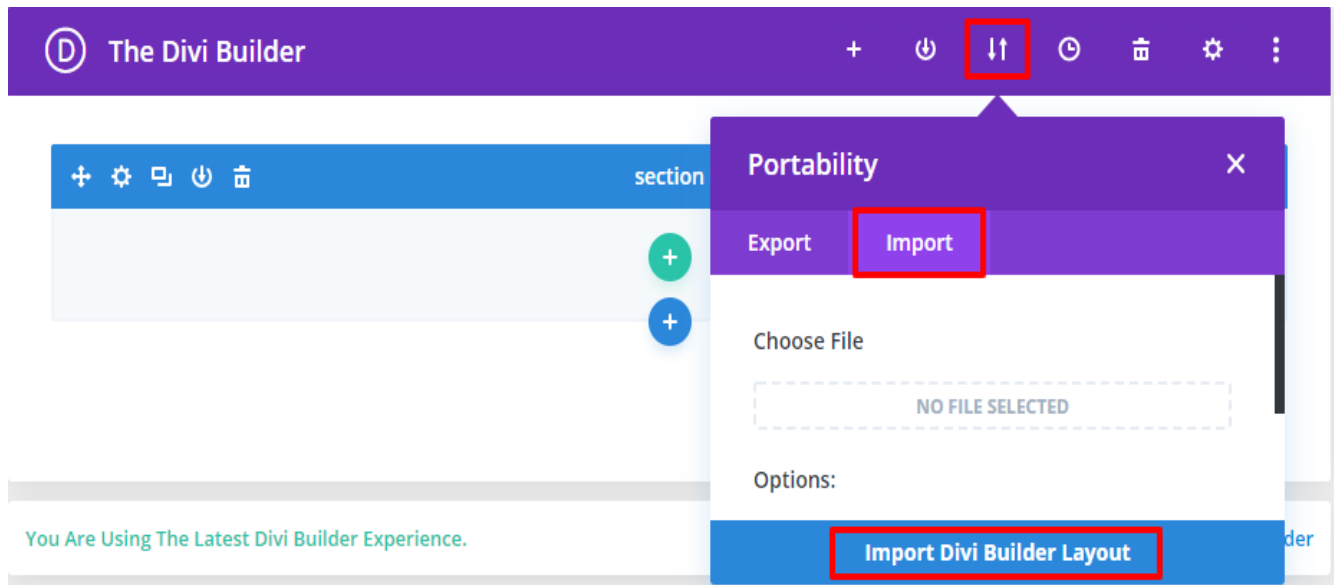 D The Divi Builder
section
Portability
Export Import
Choose File
NO FILE SELECTED
Options:
Import Divi Builder Layout
You Are Using The Latest Divi Builder Experience.
der